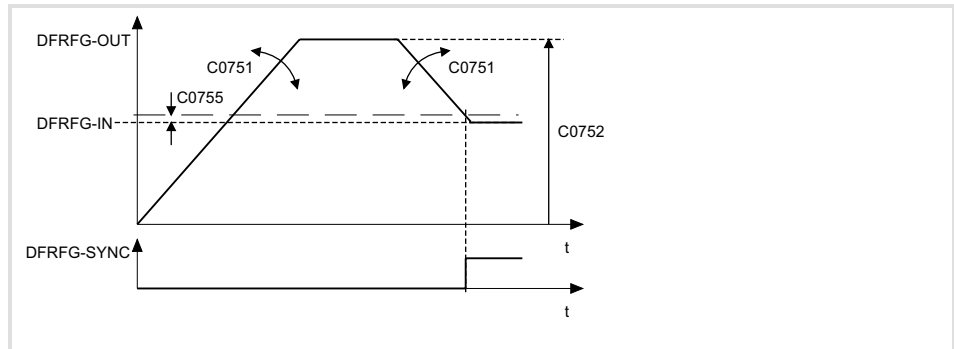 DFRFG-OUT
C0751
C0751
C0755
DFRFG-IN
C0752
t
DFRFG-SYNC
t